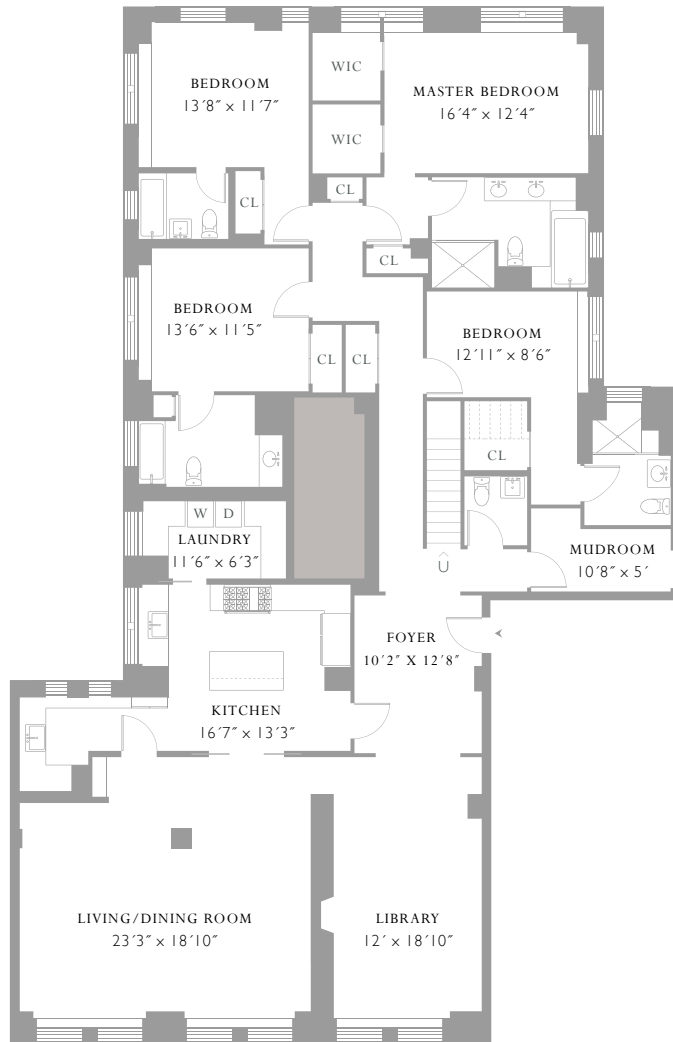 BEDROOM
13´8˝ x 11´7˝
WIC
MASTER BEDROOM
16´4˝ x 12´4˝
WIC
CL
CL
CL
BEDROOM
13´6˝ x 11´5˝
BEDROOM
12´11˝ x 8´6˝
CL
CL
CL
W
D
LAUNDRY
11´6˝ x 6´3˝
U
MUDROOM
10´8˝ x 5´
FOYER
10´2˝ X 12´8˝
KITCHEN
16´7˝ x 13´3˝
LIVING/DINING ROOM
23´3˝ x 18´10˝
LIBRARY
12´ x 18´10˝